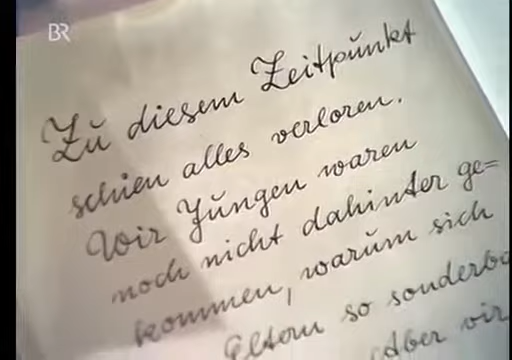 BR
Zu diesem Zeitpunkt
schien alles verloren.
Wir Jungen waren
noch nicht dahinter ge=
kommen, warum sich
Eltern so sonderba
Aber wir